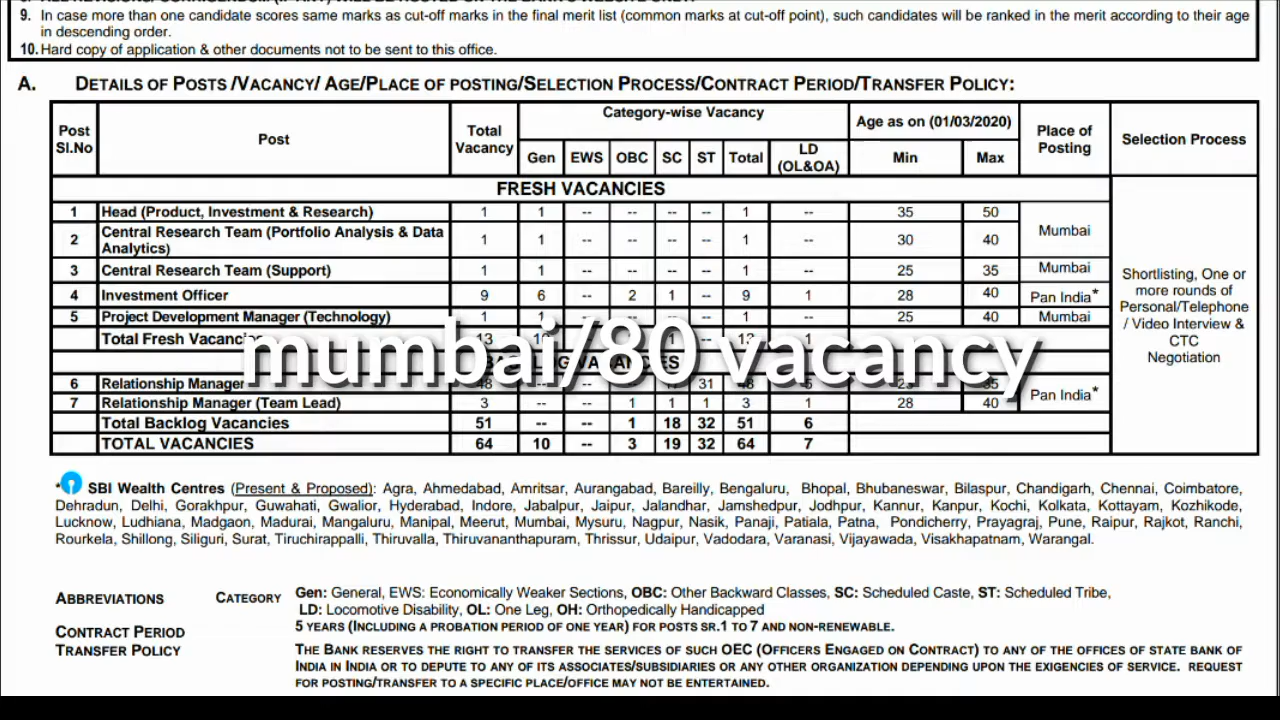 9. In case more than one candidate scores same marks as cut-off marks in the final merit list (common marks at cut-off point), such candidates will be ranked in the merit according to their age
in descending order.
10. Hard copy of application & other documents not to be sent to this office.
A. DETAILS OF POSTS /VACANCY/ AGE/PLACE OF POSTING/SELECTION PROCESS/CONTRACT PERIOD/TRANSFER POLICY:
Post Sl.No Post Total Vacancy Category-wise Vacancy Age as on (01/03/2020) Place of Posting Selection Process
Gen EWS OBC SC ST Total LD (OL&OA) Min Max
FRESH VACANCIES
1 Head (Product, Investment & Research) 1 1 -- -- -- -- 1 -- 35 50 Mumbai
2 Central Research Team (Portfolio Analysis & Data Analytics) 1 1 -- -- -- -- 1 -- 30 40
3 Central Research Team (Support) 1 1 -- -- -- -- 1 -- 25 35 Mumbai
4 Investment Officer 9 6 -- 2 1 -- 9 1 28 40 Pan India*
5 Project Development Manager (Technology) 1 1 -- -- -- -- 1 -- 25 40 Mumbai
Total Fresh 13 1 -- 1
mumbai/80 vacancy
6 Relationship Manager 31 Pan India*
7 Relationship Manager (Team Lead) 3 -- -- 1 1 1 3 1 28 40
Total Backlog Vacancies 51 -- -- 1 18 32 51 6
TOTAL VACANCIES 64 10 -- 3 19 32 64 7
Shortlisting, One or
more rounds of
Personal/Telephone
/ Video Interview &
CTC
Negotiation
* SBI Wealth Centres (Present & Proposed): Agra, Ahmedabad, Amritsar, Aurangabad, Bareilly, Bengaluru, Bhopal, Bhubaneswar, Bilaspur, Chandigarh, Chennai, Coimbatore,
Dehradun, Delhi, Gorakhpur, Guwahati, Gwalior, Hyderabad, Indore, Jabalpur, Jaipur, Jalandhar, Jamshedpur, Jodhpur, Kannur, Kanpur, Kochi, Kolkata, Kottayam, Kozhikode,
Lucknow, Ludhiana, Madgaon, Madurai, Mangaluru, Manipal, Meerut, Mumbai, Mysuru, Nagpur, Nasik, Panaji, Patiala, Patna, Pondicherry, Prayagraj, Pune, Raipur, Rajkot, Ranchi,
Rourkela, Shillong, Siliguri, Surat, Tiruchirappalli, Thiruvalla, Thiruvananthapuram, Thrissur, Udaipur, Vadodara, Varanasi, Vijayawada, Visakhapatnam, Warangal.
ABBREVIATIONS CATEGORY Gen: General, EWS: Economically Weaker Sections, OBC: Other Backward Classes, SC: Scheduled Caste, ST: Scheduled Tribe,
LD: Locomotive Disability, OL: One Leg, OH: Orthopedically Handicapped
CONTRACT PERIOD 5 YEARS (INCLUDING A PROBATION PERIOD OF ONE YEAR) FOR POSTS SR.1 TO 7 AND NON-RENEWABLE.
TRANSFER POLICY THE BANK RESERVES THE RIGHT TO TRANSFER THE SERVICES OF SUCH OEC (OFFICERS ENGAGED ON CONTRACT) TO ANY OF THE OFFICES OF STATE BANK OF
INDIA IN INDIA OR TO DEPUTE TO ANY OF ITS ASSOCIATES/SUBSIDIARIES OR ANY OTHER ORGANIZATION DEPENDING UPON THE EXIGENCIES OF SERVICE. REQUEST
FOR POSTING/TRANSFER TO A SPECIFIC PLACE/OFFICE MAY NOT BE ENTERTAINED.